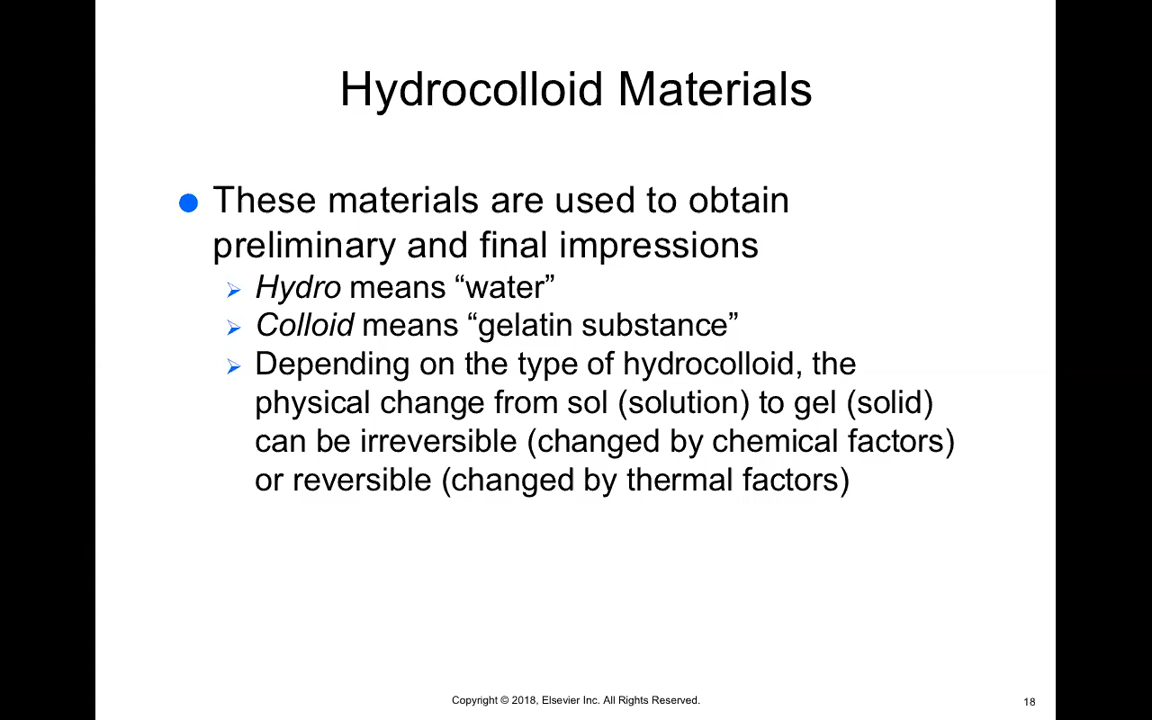 Hydrocolloid Materials
These materials are used to obtain
preliminary and final impressions
Hydro means “water”
Colloid means “gelatin substance”
Depending on the type of hydrocolloid, the
physical change from sol (solution) to gel (solid)
can be irreversible (changed by chemical factors)
or reversible (changed by thermal factors)
Copyright © 2018, Elsevier Inc. All Rights Reserved.
18